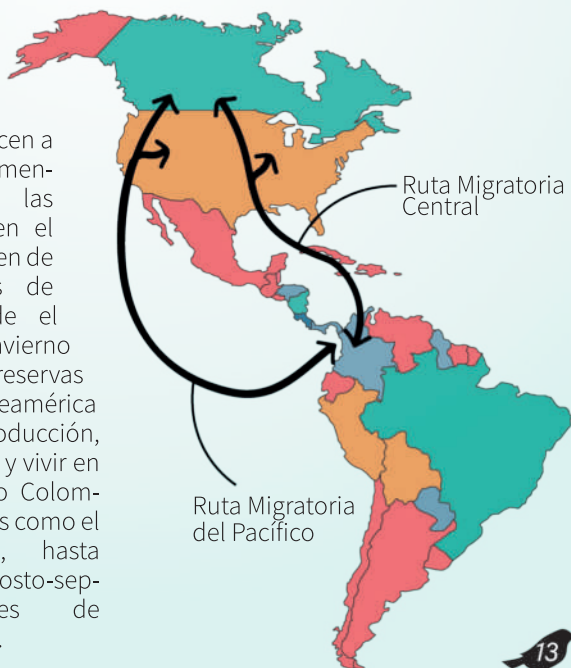 cen a
men-
las
en el
en de
s de
de el
vierno
reservas
eamérica
oducción,
y vivir en
o Colom-
s como el
, hasta
osto-sep-
es de
.
Ruta Migratoria
Central
Ruta Migratoria
del Pacífico
13